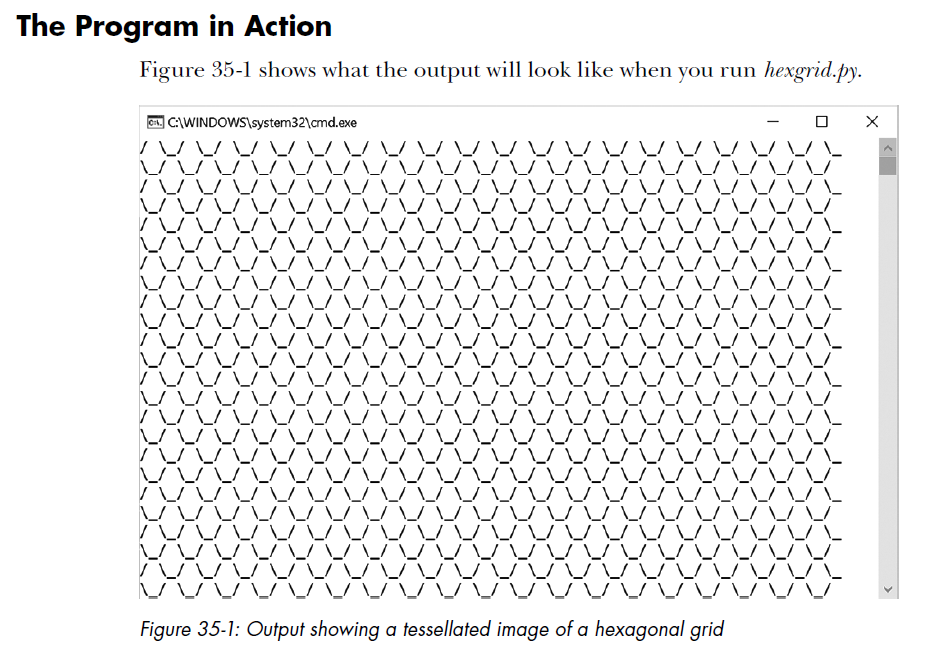 The Program in Action
Figure 35-1 shows what the output will look like when you run hexgrid.py.
C:\WINDOWS\system32\cmd.exe
Figure 35-1: Output showing a tessellated image of a hexagonal grid